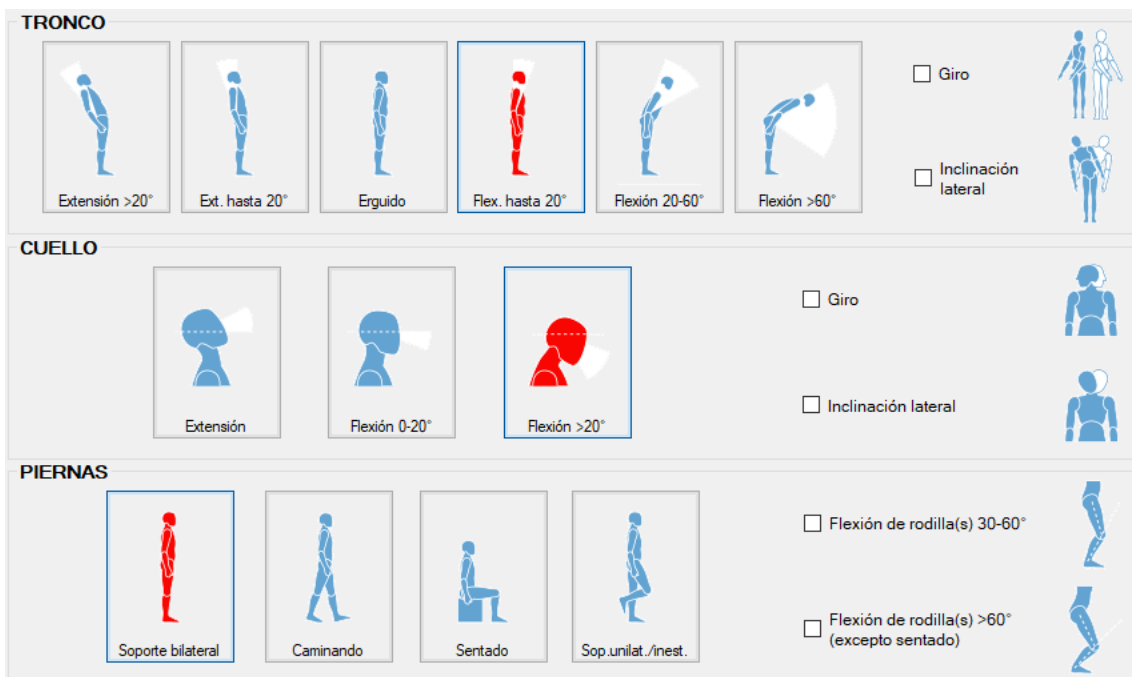 TRONCO
Extensión >20°
Ext. hasta 20°
Erguido
Flex. hasta 20°
Flexión 20-60°
Flexión >60°
Giro
Inclinación
lateral
CUELLO
Extensión
Flexión 0-20°
Flexión >20°
Giro
Inclinación lateral
PIERNAS
Soporte bilateral
Caminando
Sentado
Sop.unilat./inest.
Flexión de rodilla(s) 30-60°
Flexión de rodilla(s) >60°
(excepto sentado)